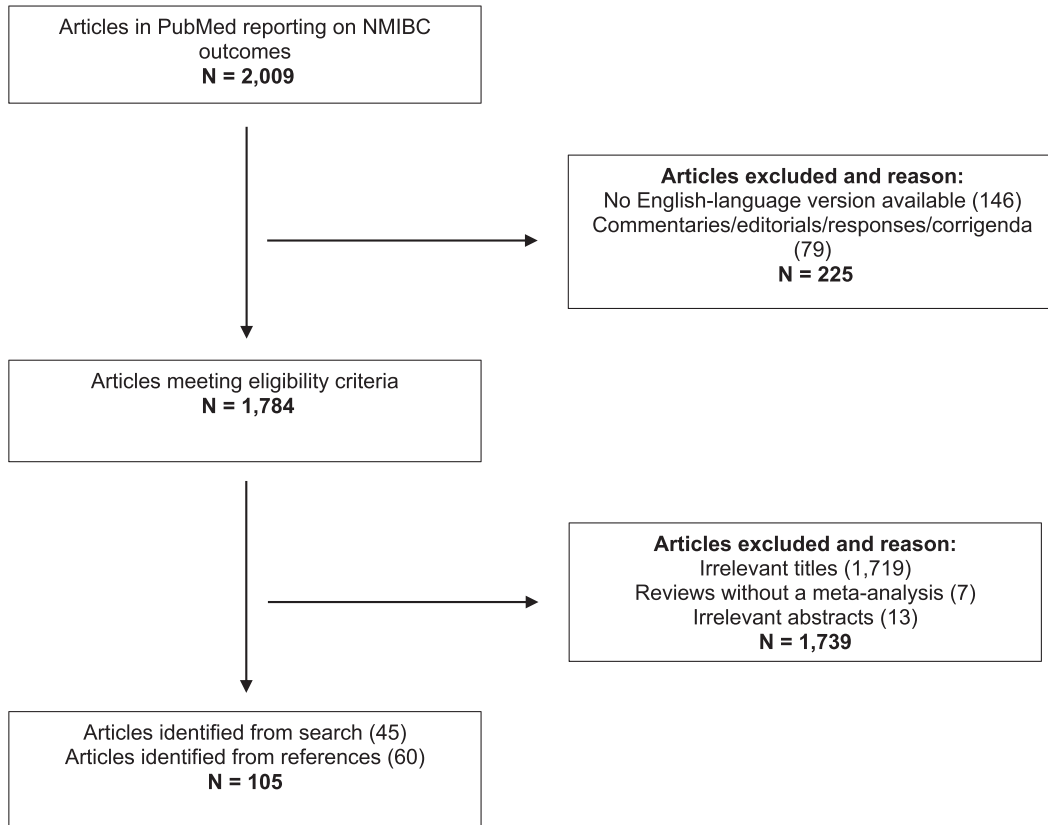 Articles in PubMed reporting on NMIBC
outcomes
N = 2,009
Articles excluded and reason:
No English-language version available (146)
Commentaries/editorials/responses/corrigenda
(79)
N = 225
Articles meeting eligibility criteria
N = 1,784
Articles excluded and reason:
Irrelevant titles (1,719)
Reviews without a meta-analysis (7)
Irrelevant abstracts (13)
N = 1,739
Articles identified from search (45)
Articles identified from references (60)
N = 105